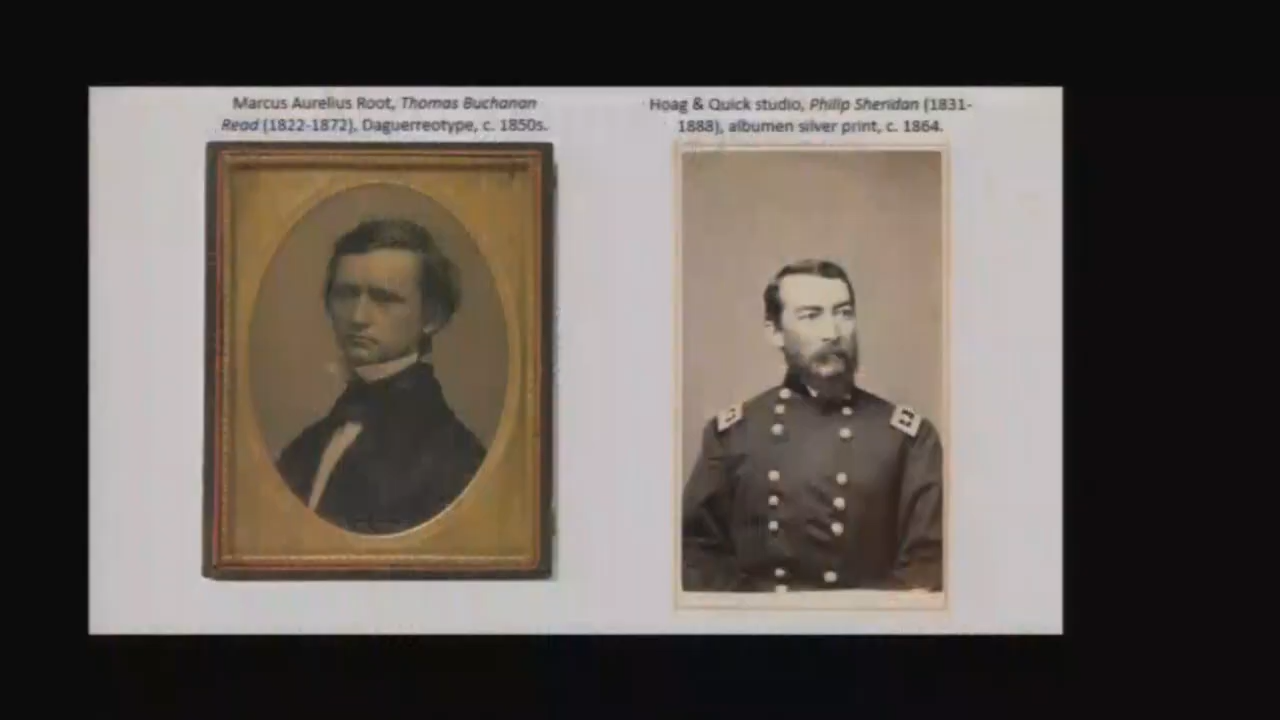 Marcus Aurelius Root, Thomas Buchanan
Read (1822-1872), Daguerreotype, c. 1850s.
Hoag & Quick studio, Philip Sheridan (1831-
1888), albumen silver print, c. 1864.